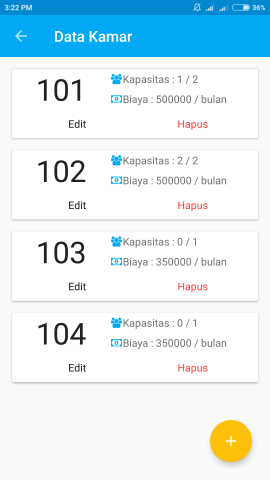 3:22 PM
36%
Data Kamar
101
Kapasitas : 1 / 2
Biaya : 500000 / bulan
Edit
Hapus
102
Kapasitas : 2 / 2
Biaya : 500000 / bulan
Edit
Hapus
103
Kapasitas : 0 / 1
Biaya : 350000 / bulan
Edit
Hapus
104
Kapasitas : 0 / 1
Biaya : 350000 / bulan
Edit
Hapus
+